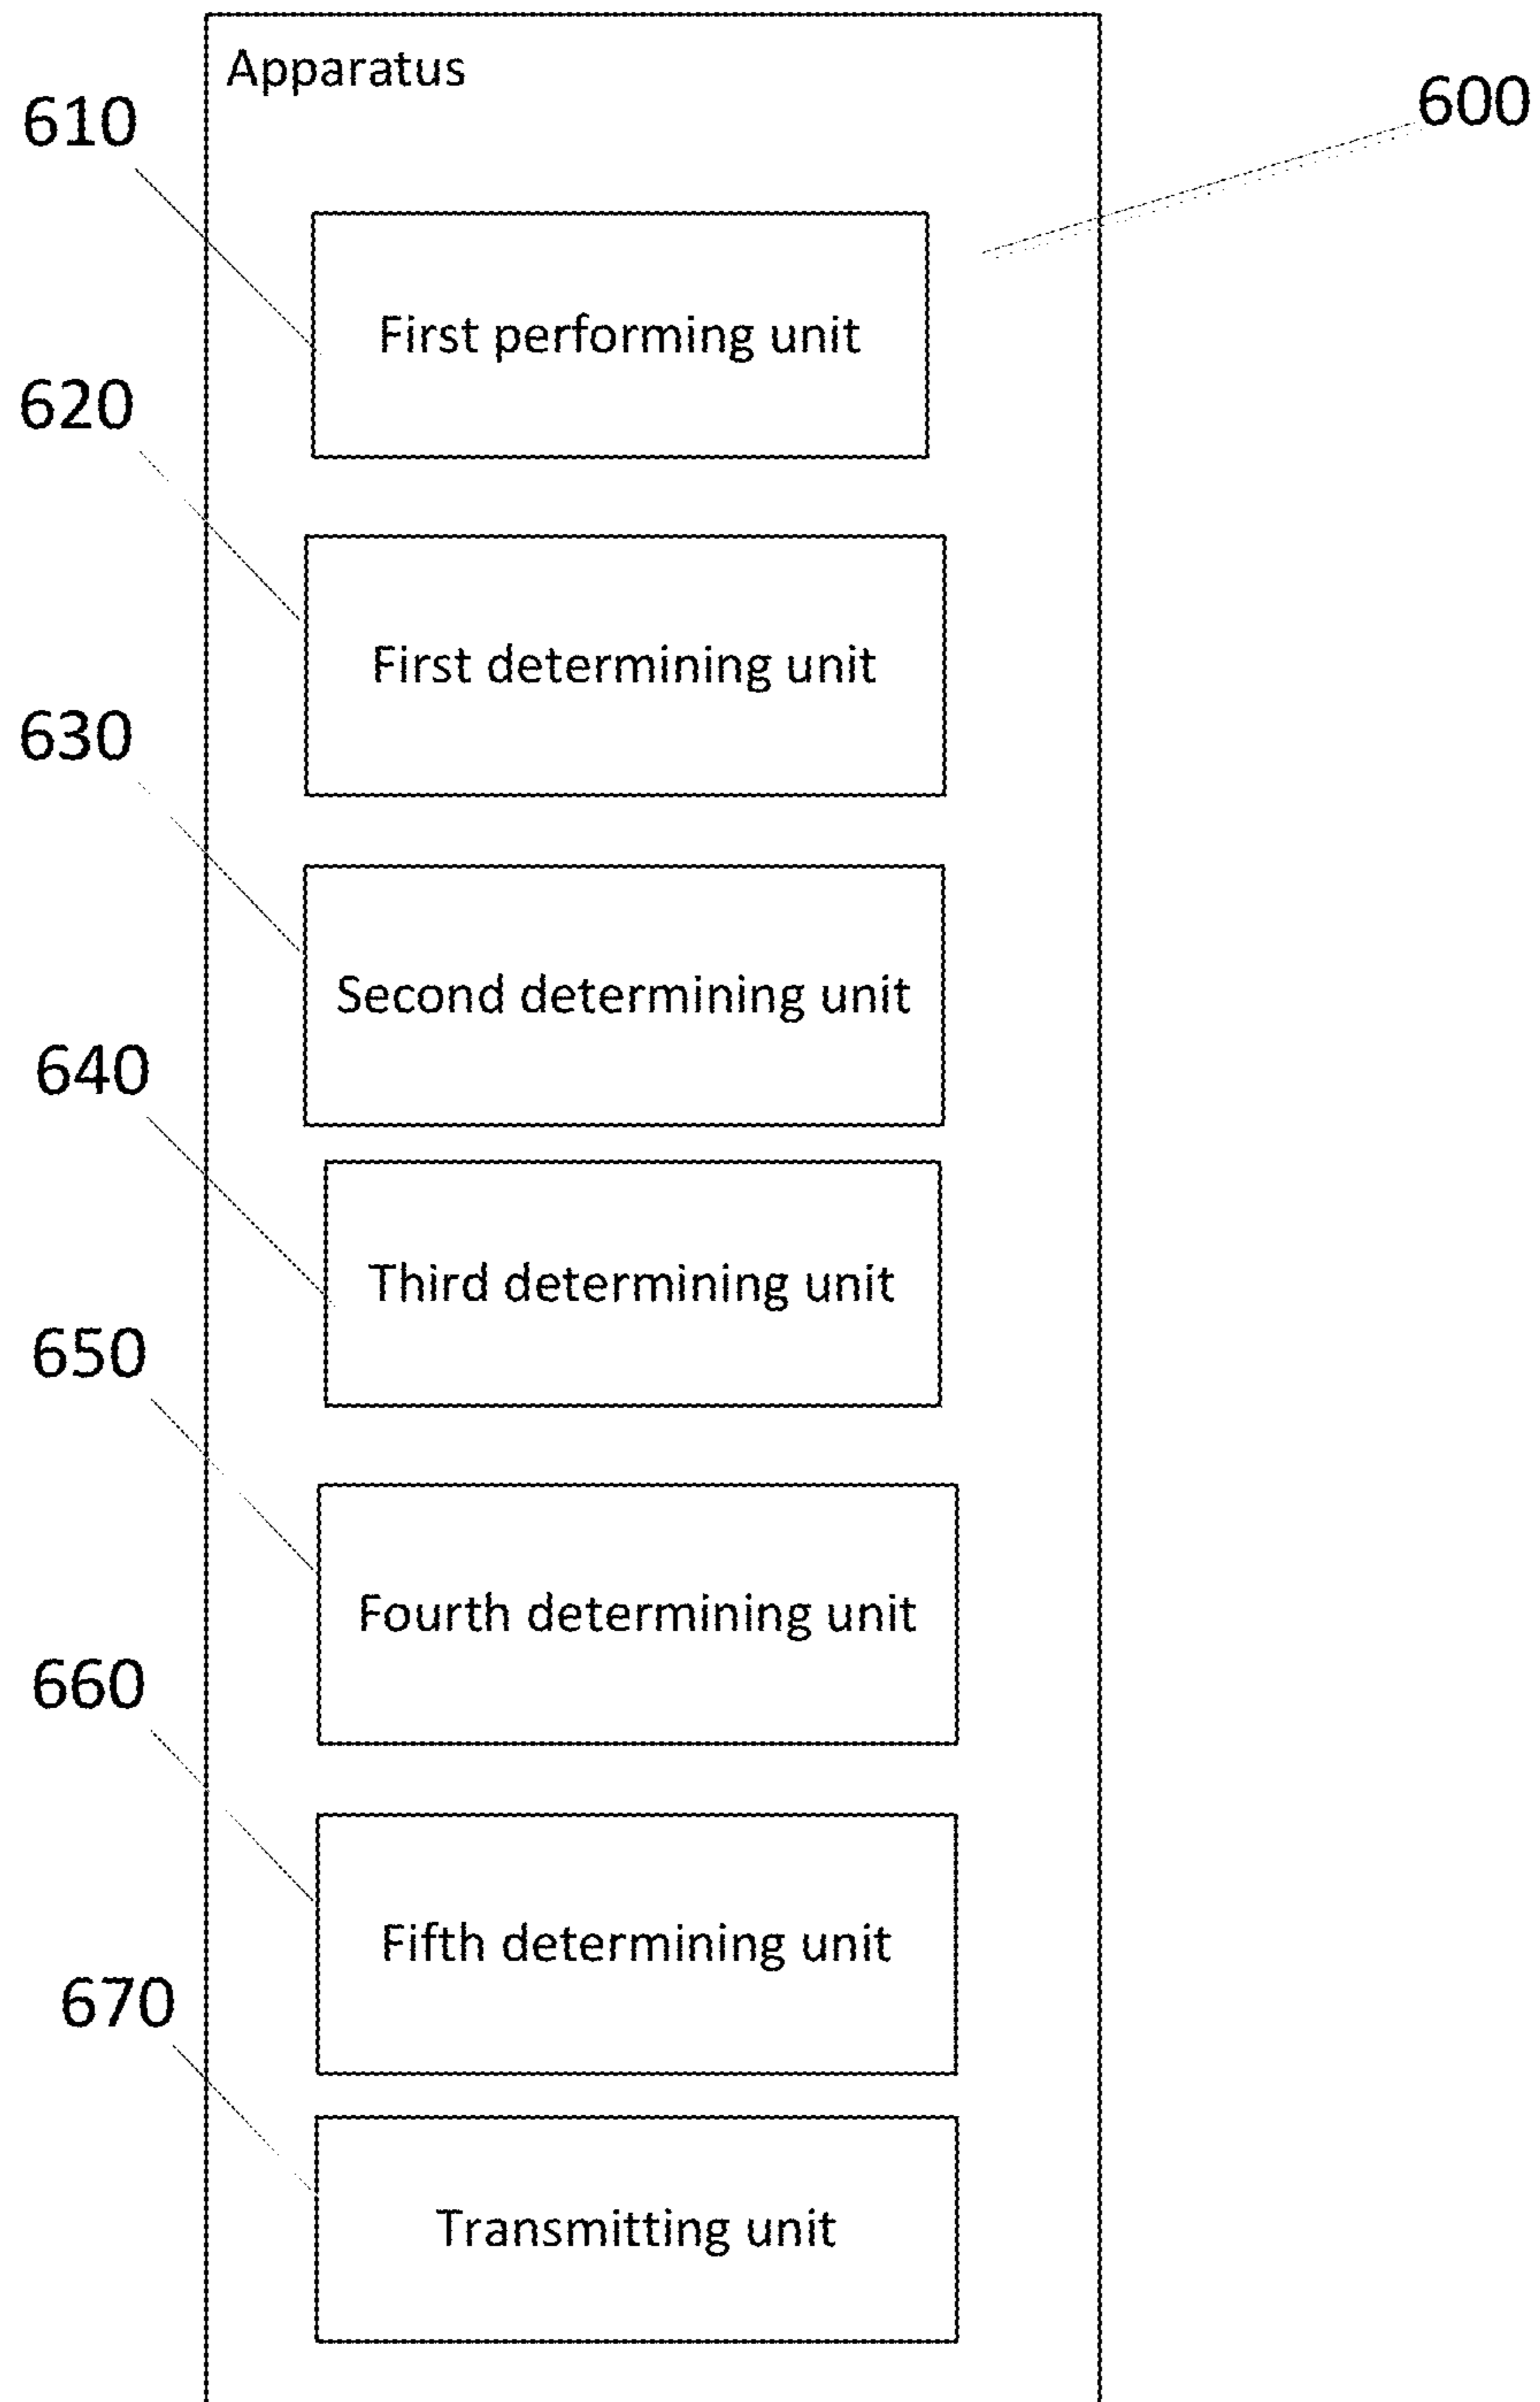 Apparatus
600
610
First performing unit
620
First determining unit
630
Second determining unit
640
Third determining unit
650
Fourth determining unit
660
Fifth determining unit
670
Transmitting unit